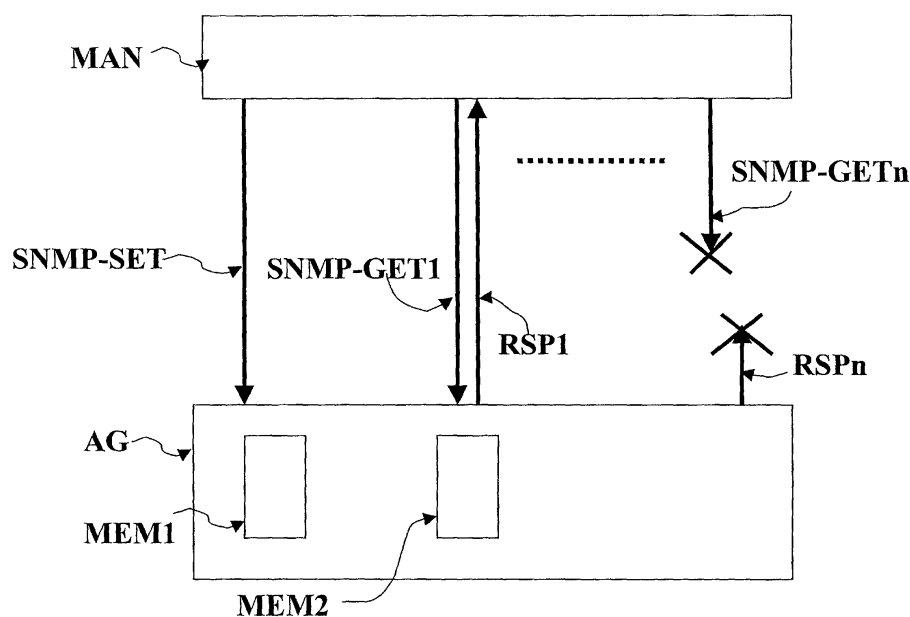 MAN
SNMP-GETn
SNMP-SET
SNMP-GET1
RSP1
RSPn
AG
MEM1
MEM2